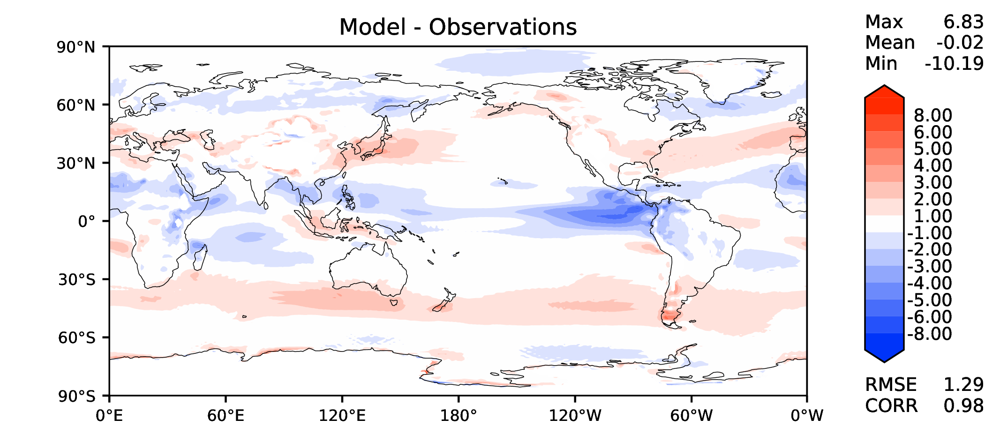 Model - Observations
Max 6.83
Mean -0.02
Min -10.19
90°N
60°N
30°N
0°
30°S
60°S
90°S
0°E 60°E 120°E 180° 120°W 60°W 0°W
8.00
6.00
5.00
4.00
3.00
2.00
1.00
-1.00
-2.00
-3.00
-4.00
-5.00
-6.00
-8.00
RMSE 1.29
CORR 0.98